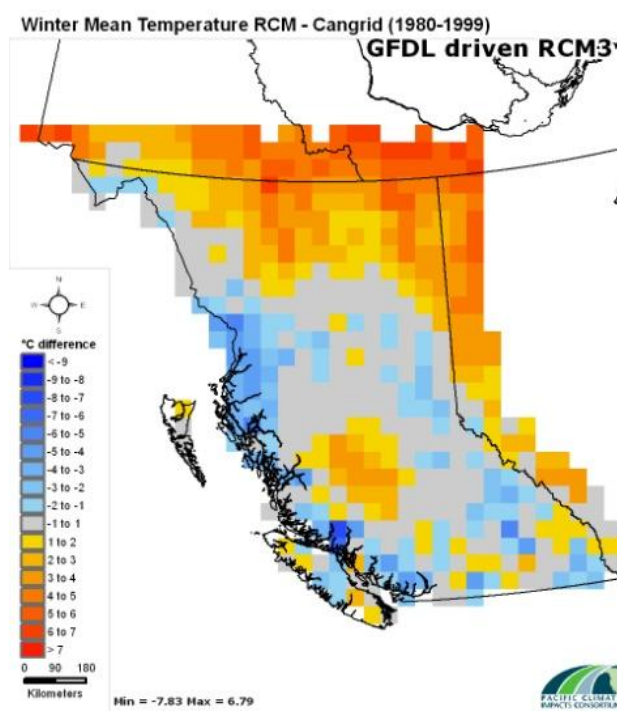 Winter Mean Temperature RCM - Cangrid (1980-1999)
GFDL driven RCM3
N
W E
S
°C difference
< -9
-9 to -8
-8 to -7
-7 to -6
-6 to -5
-5 to -4
-4 to -3
-3 to -2
-2 to -1
-1 to 1
1 to 2
2 to 3
3 to 4
4 to 5
5 to 6
6 to 7
> 7
0 90 180
Kilometers
Min = -7.83 Max = 6.79
PACIFIC CLIMAT
IMPACTS CONSORTIUM